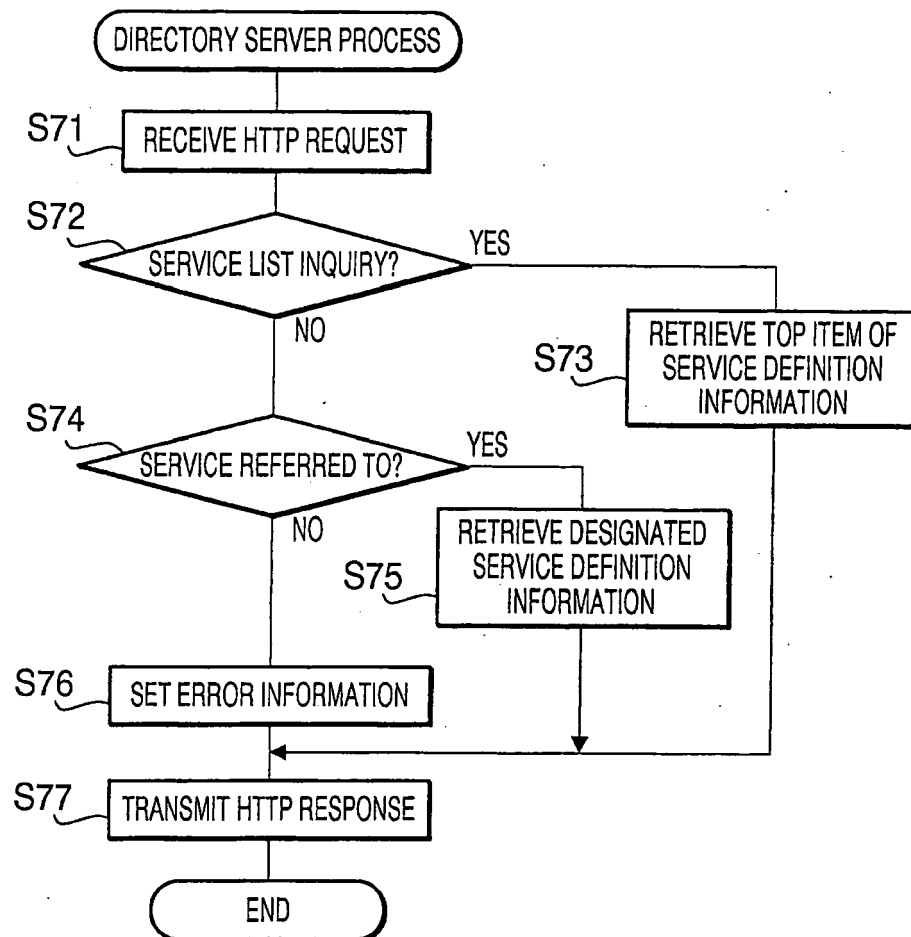 DIRECTORY SERVER PROCESS
S71
RECEIVE HTTP REQUEST
S72
SERVICE LIST INQUIRY?
YES
NO
S73
RETRIEVE TOP ITEM OF
SERVICE DEFINITION
INFORMATION
S74
SERVICE REFERRED TO?
YES
NO
S75
RETRIEVE DESIGNATED
SERVICE DEFINITION
INFORMATION
S76
SET ERROR INFORMATION
S77
TRANSMIT HTTP RESPONSE
END